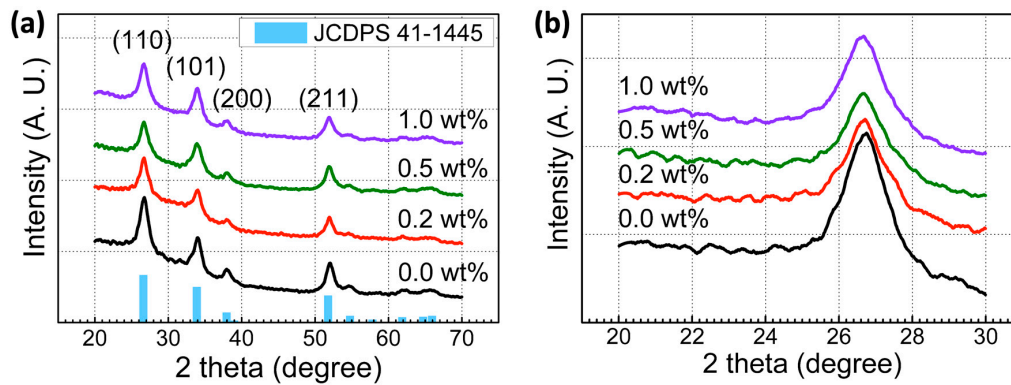 (a)
JCDPS 41-1445
(110)
(101)
(200)
(211)
1.0 wt%
0.5 wt%
0.2 wt%
0.0 wt%
Intensity (A. U.)
20 30 40 50 60 70
2 theta (degree)
(b)
1.0 wt%
0.5 wt%
0.2 wt%
0.0 wt%
Intensity (A. U.)
20 22 24 26 28 30
2 theta (degree)